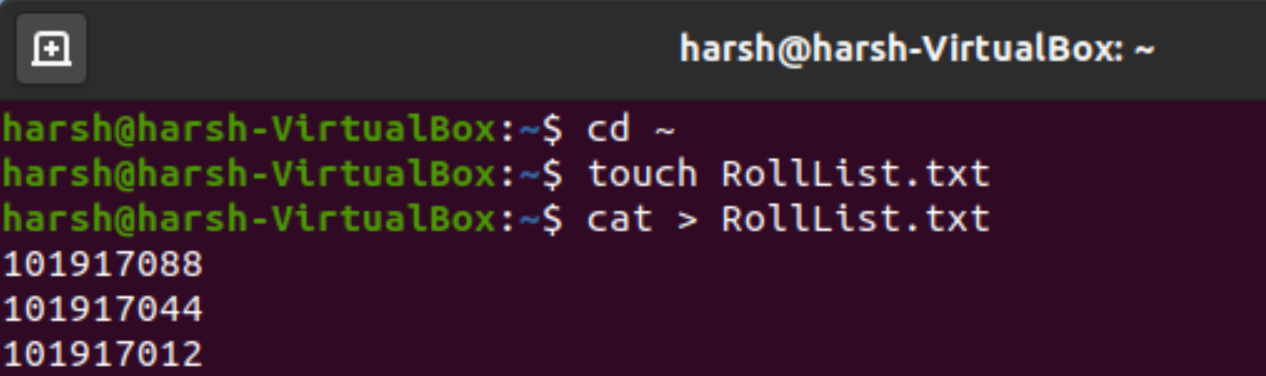 harsh@harsh-VirtualBox: ~
harsh@harsh-VirtualBox:~$ cd ~
harsh@harsh-VirtualBox:~$ touch RollList.txt
harsh@harsh-VirtualBox:~$ cat > RollList.txt
101917088
101917044
101917012